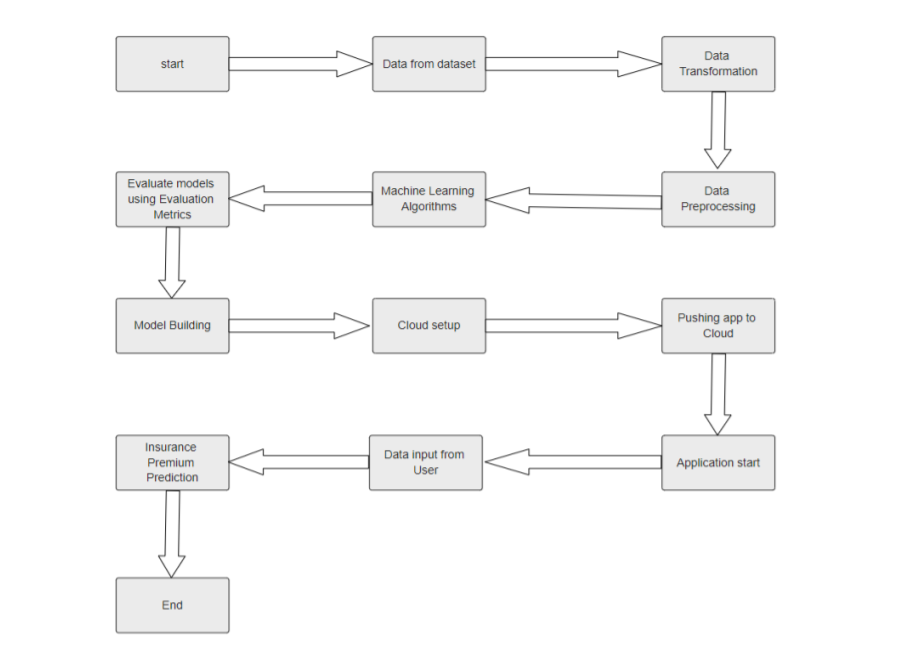 start
Data from dataset
Data
Transformation
Evaluate models
using Evaluation
Metrics
Machine Learning
Algorithms
Data
Preprocessing
Model Building
Cloud setup
Pushing app to
Cloud
Insurance
Premium
Prediction
Data input from
User
Application start
End